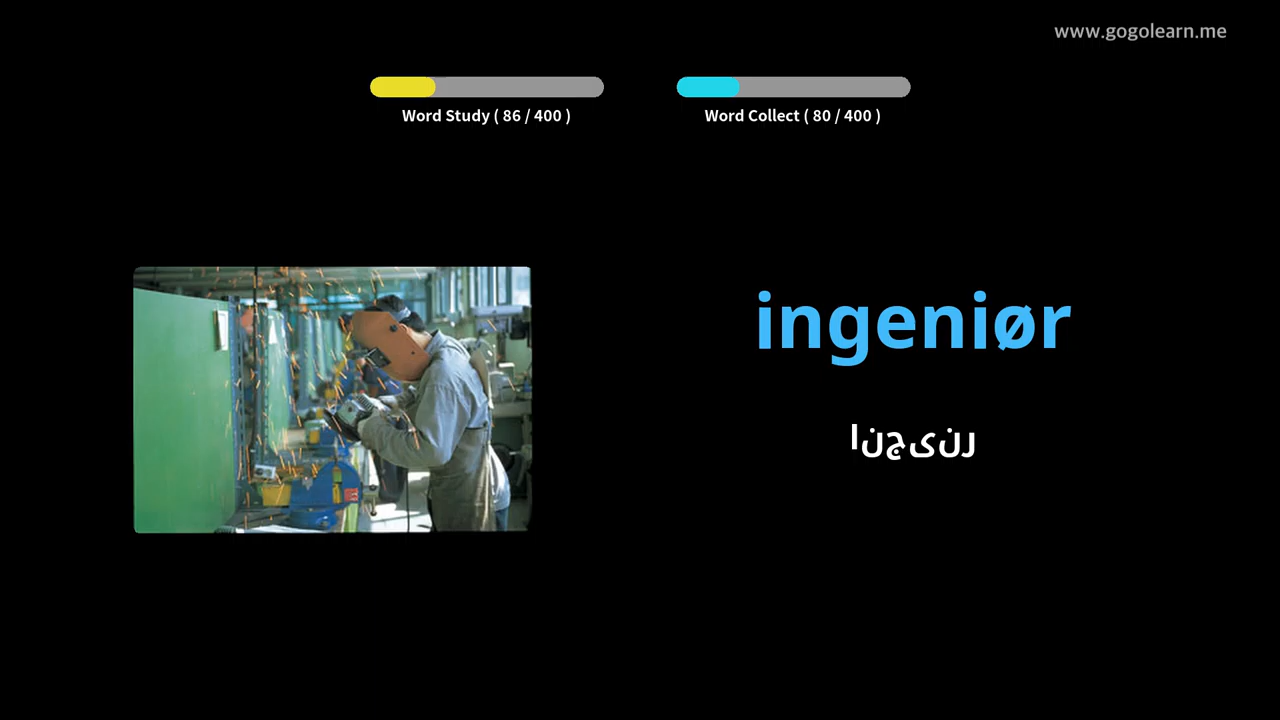 www.gogolearn.me
Word Study ( 86 / 400 )
Word Collect ( 80 / 400 )
ingeniør
انجینر